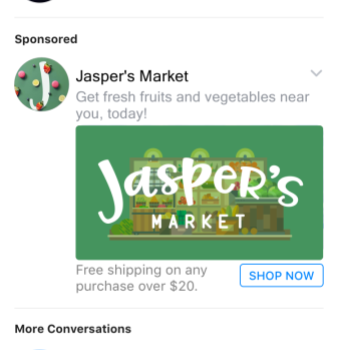 Sponsored
Jasper's Market
Get fresh fruits and vegetables near
you, today!
Jasper's
MARKET
Free shipping on any
purchase over $20.
SHOP NOW
More Conversations